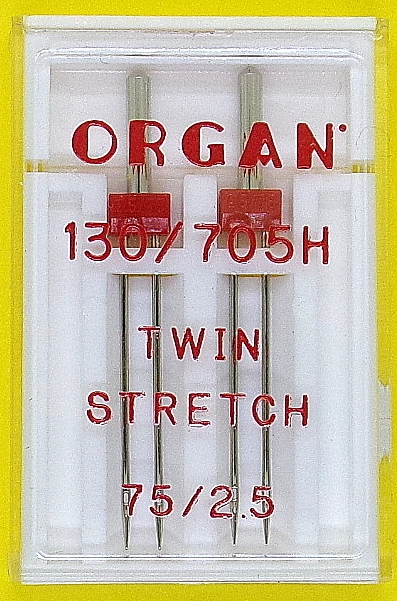 ORGAN
130/705H
TWIN
STRETCH
75/2.5